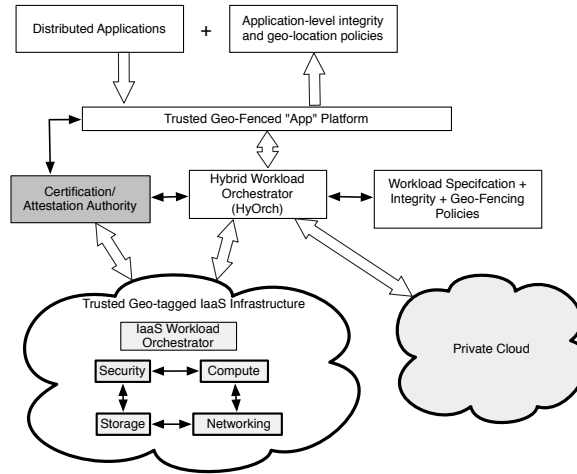 Distributed Applications
+
Application-level integrity
and geo-location policies
Trusted Geo-Fenced "App" Platform
Certification/
Attestation Authority
Hybrid Workload
Orchestrator
(HyOrch)
Workload Specifcation +
Integrity + Geo-Fencing
Policies
Trusted Geo-tagged IaaS Infrastructure
IaaS Workload
Orchestrator
Security
Compute
Storage
Networking
Private Cloud